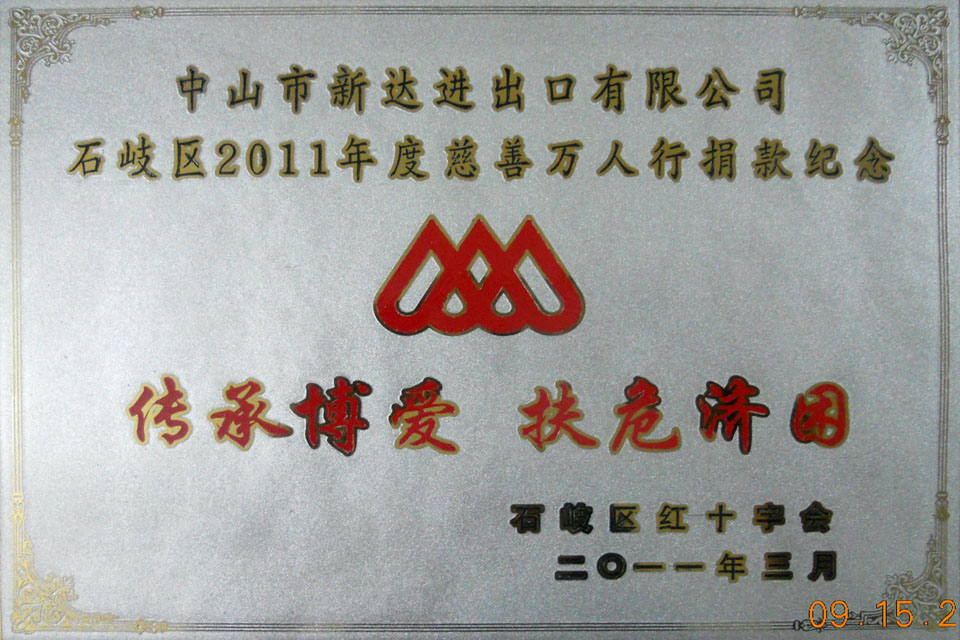 中山市新达进出口有限公司
石岐区2011年度慈善万人行捐款纪念
传承博爱 扶危济困
石岐区红十字会
二〇一一年三月
09.15.2